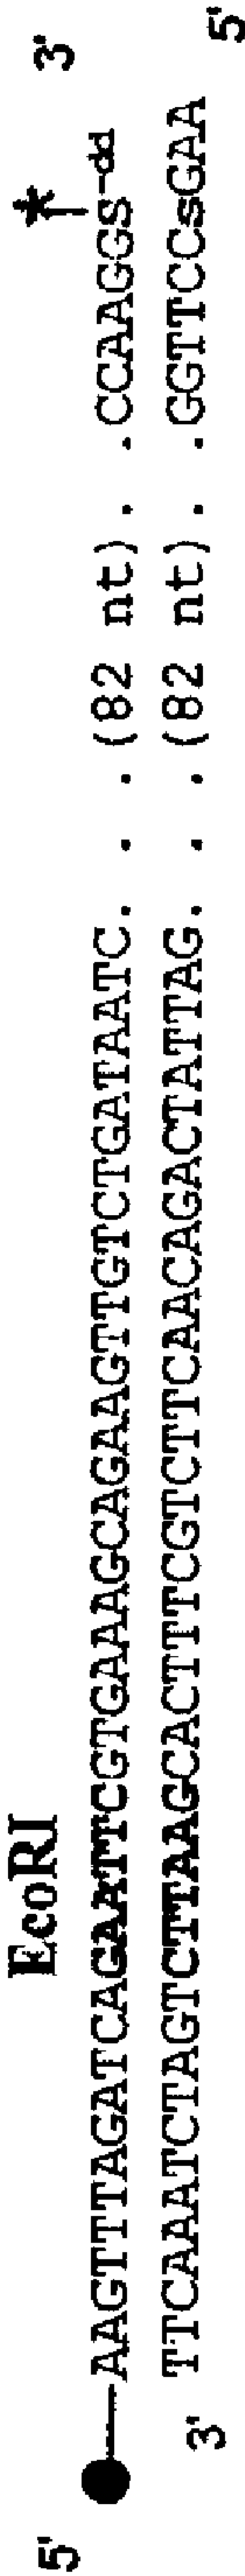 EcoRI * 3'
5' AAGTTTAGATCAGAATTCGTGAAAGCAGAAGTTGTCTGATAATC. . .(82 nt). . .CCAAGGS-dd
3' TTCAAATCTAGTCTTAAGCACTTTCGTCTTCAACAGACTATTAG. . .(82 nt). . .GGTTCCsGAA 5'